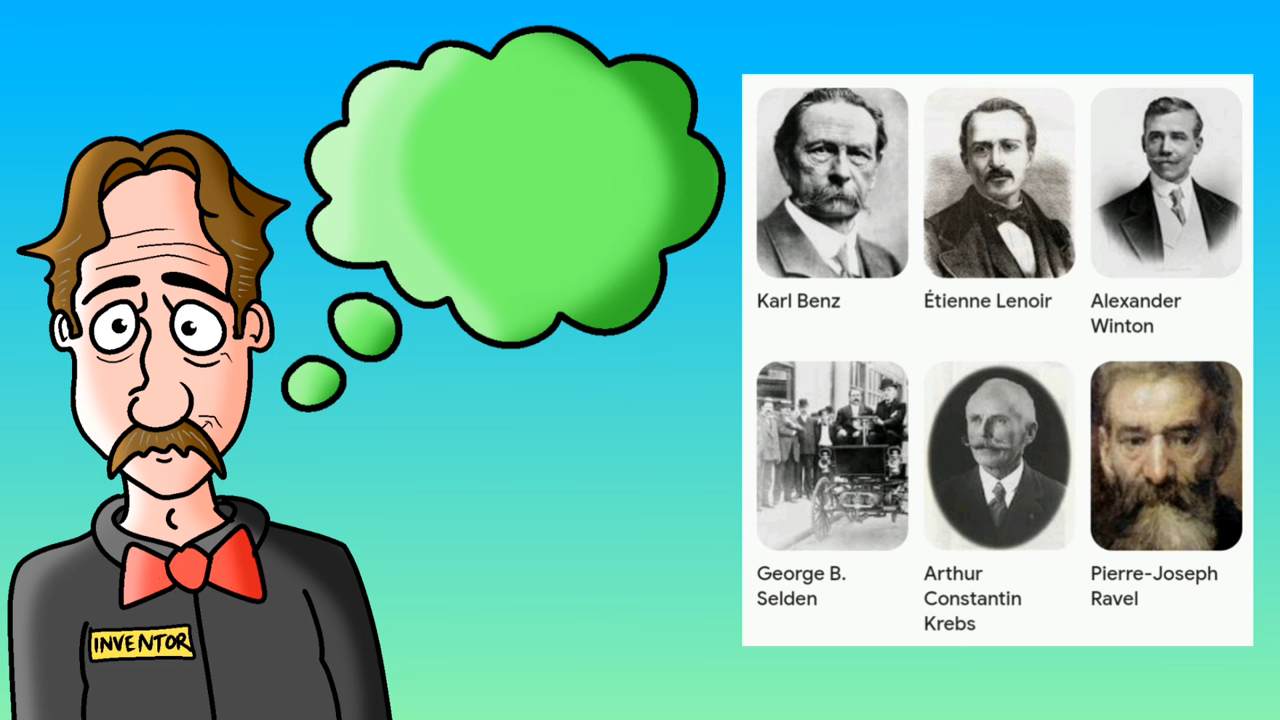 INVENTOR
Karl Benz
Étienne Lenoir
Alexander
Winton
George B.
Selden
Arthur
Constantin
Krebs
Pierre-Joseph
Ravel